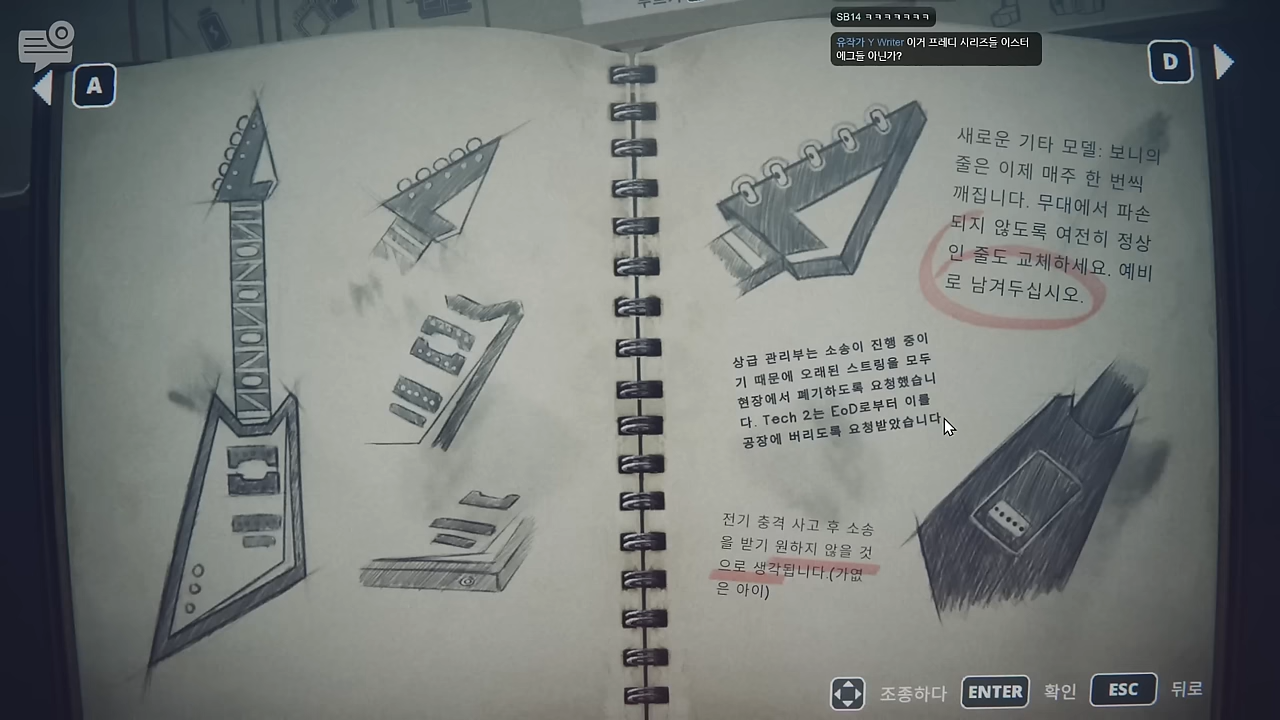 SB14 ㅋㅋㅋㅋㅋㅋㅋ
유작가 Y Writer 이거 프레디 시리즈들 이스터
에그들 아닌가?
A
D
새로운 기타 모델: 보니의
줄은 이제 매주 한 번씩
깨집니다. 무대에서 파손
되지 않도록 여전히 정상
인 줄도 교체하세요. 예비
로 남겨두십시오.
상급 관리부는 소송이 진행 중이
기 때문에 오래된 스트링을 모두
현장에서 폐기하도록 요청했습니
다. Tech 2는 EoD로부터 이를
공장에 버리도록 요청받았습니다.
전기 충격 사고 후 소송
을 받기 원하지 않을 것
으로 생각됩니다.(가엾
은 아이)
조종하다 ENTER 확인 ESC 뒤로